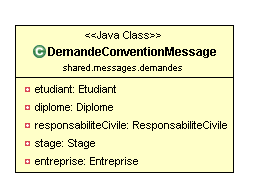 <<Java Class>>
C DemandeConventionMessage
shared.messages.demandes
etudiant: Etudiant
diplome: Diplome
responsabiliteCivile: ResponsabiliteCivile
stage: Stage
entreprise: Entreprise